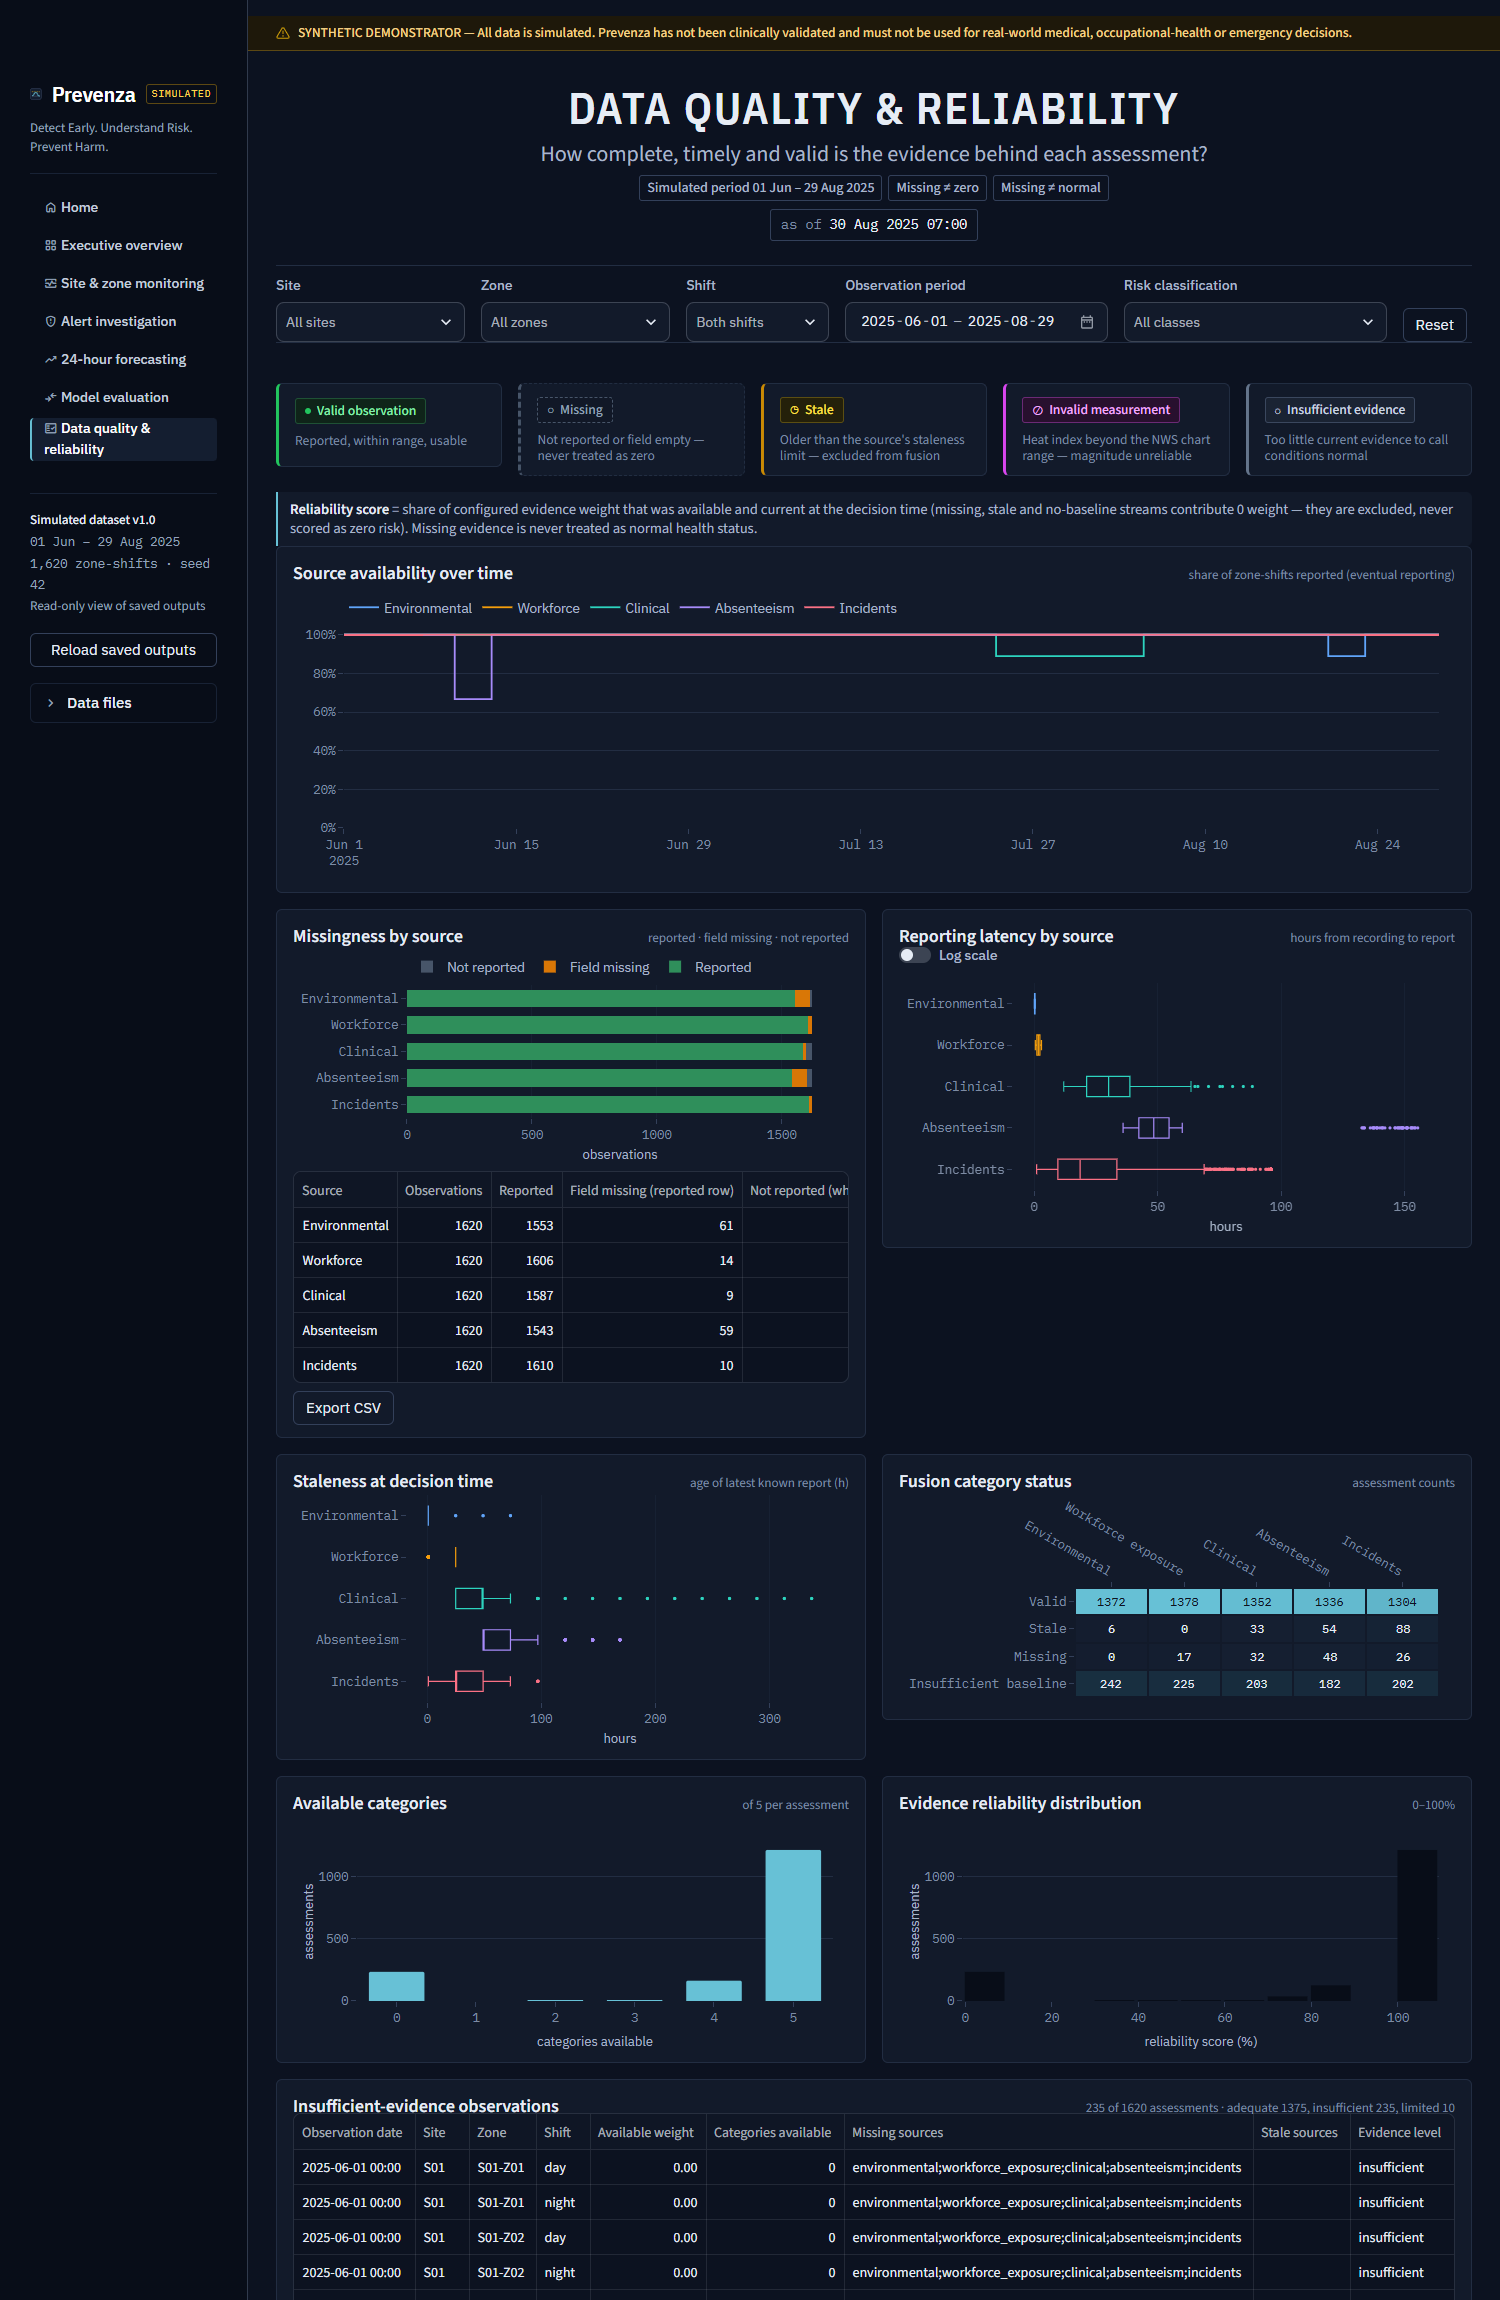 SYNTHETIC DEMONSTRATOR — All data is simulated. Prevenza has not been clinically validated and must not be used for real-world medical, occupational-health or emergency decisions.
Prevenza SIMULATED
Detect Early. Understand Risk.
Prevent Harm.
Home
Executive overview
Site & zone monitoring
Alert investigation
24-hour forecasting
Model evaluation
Data quality &
reliability
Simulated dataset v1.0
01 Jun – 29 Aug 2025
1,620 zone-shifts · seed
42
Read-only view of saved outputs
Reload saved outputs
Data files
DATA QUALITY & RELIABILITY
How complete, timely and valid is the evidence behind each assessment?
Simulated period 01 Jun – 29 Aug 2025 Missing ≠ zero Missing ≠ normal
as of 30 Aug 2025 07:00
Site Zone Shift Observation period Risk classification
All sites All zones Both shifts 2025-06-01 – 2025-08-29 All classes Reset
Valid observation
Reported, within range, usable
Missing
Not reported or field empty —
never treated as zero
Stale
Older than the source's staleness
limit — excluded from fusion
Invalid measurement
Heat index beyond the NWS chart
range — magnitude unreliable
Insufficient evidence
Too little current evidence to call
conditions normal
Reliability score = share of configured evidence weight that was available and current at the decision time (missing, stale and no-baseline streams contribute 0 weight — they are excluded, never
scored as zero risk). Missing evidence is never treated as normal health status.
Source availability over time share of zone-shifts reported (eventual reporting)
Environmental Workforce Clinical Absenteeism Incidents
100%
80%
60%
40%
20%
0%
Jun 1 Jun 15 Jun 29 Jul 13 Jul 27 Aug 10 Aug 24
2025
Missingness by source reported · field missing · not reported
Not reported Field missing Reported
Environmental
Workforce
Clinical
Absenteeism
Incidents
0 500 1000 1500
observations
Source Observations Reported Field missing (reported row) Not reported (wh
Environmental 1620 1553 61
Workforce 1620 1606 14
Clinical 1620 1587 9
Absenteeism 1620 1543 59
Incidents 1620 1610 10
Export CSV
Reporting latency by source hours from recording to report
Log scale
Environmental
Workforce
Clinical
Absenteeism
Incidents
0 50 100 150
hours
Staleness at decision time age of latest known report (h)
Environmental
Workforce
Clinical
Absenteeism
Incidents
0 100 200 300
hours
Fusion category status assessment counts
Environmental Workforce exposure Clinical Absenteeism Incidents
Valid 1372 1378 1352 1336 1304
Stale 6 0 33 54 88
Missing 0 17 32 48 26
Insufficient baseline 242 225 203 182 202
Available categories of 5 per assessment
assessments
1000
500
0
0 1 2 3 4 5
categories available
Evidence reliability distribution 0–100%
assessments
1000
500
0
0 20 40 60 80 100
reliability score (%)
Insufficient-evidence observations 235 of 1620 assessments · adequate 1375, insufficient 235, limited 10
Observation date Site Zone Shift Available weight Categories available Missing sources Stale sources Evidence level
2025-06-01 00:00 S01 S01-Z01 day 0.00 0 environmental;workforce_exposure;clinical;absenteeism;incidents insufficient
2025-06-01 00:00 S01 S01-Z01 night 0.00 0 environmental;workforce_exposure;clinical;absenteeism;incidents insufficient
2025-06-01 00:00 S01 S01-Z02 day 0.00 0 environmental;workforce_exposure;clinical;absenteeism;incidents insufficient
2025-06-01 00:00 S01 S01-Z02 night 0.00 0 environmental;workforce_exposure;clinical;absenteeism;incidents insufficient